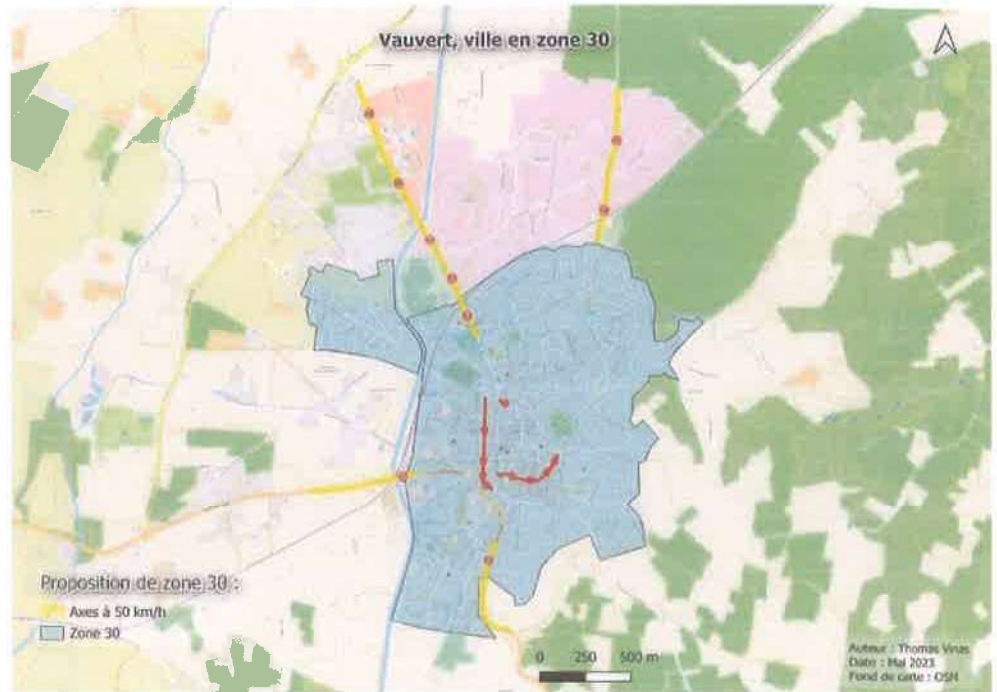 Vauvert, ville en zone 30
Proposition de zone 30 :
Axes à 50 km/h
Zone 30
0 250 500 m
Auteur : Thomas Vivas
Date : Mai 2023
Fond de carte : OSM